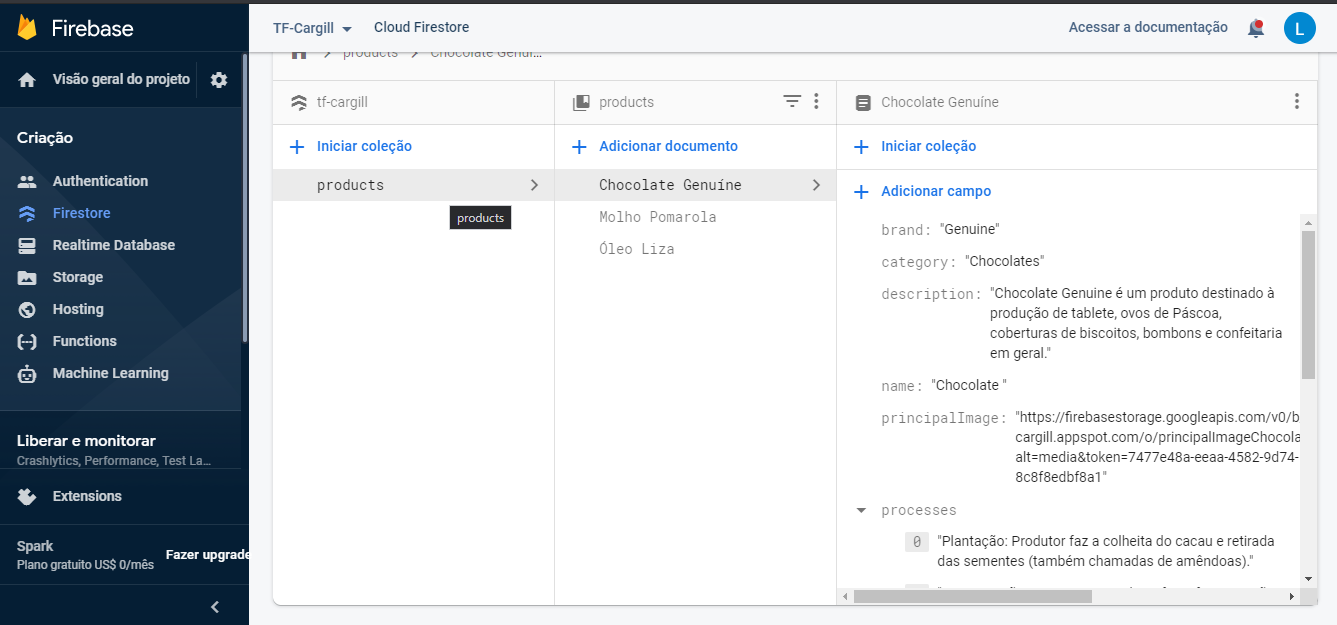 Firebase
TF-Cargill
Cloud Firestore
Acessar a documentação
L
Visão geral do projeto
Criação
Authentication
Firestore
Realtime Database
Storage
Hosting
Functions
Machine Learning
Liberar e monitorar
Crashlytics, Performance, Test La...
Extensions
Spark
Plano gratuito US$ 0/mês
Fazer upgrade
products
Chocolate Genuí...
tf-cargill
Iniciar coleção
products
products
products
Adicionar documento
Chocolate Genuíne
Molho Pomarola
Óleo Liza
Chocolate Genuíne
Iniciar coleção
Adicionar campo
brand: "Genuine"
category: "Chocolates"
description: "Chocolate Genuine é um produto destinado à
produção de tablete, ovos de Páscoa,
coberturas de biscoitos, bombons e confeitaria
em geral."
name: "Chocolate "
principalImage: "https://firebasestorage.googleapis.com/v0/b
cargill.appspot.com/o/principalImageChocola
alt=media&token=7477e48a-eeaa-4582-9d74-
8c8f8edbf8a1"
processes
0 "Plantação: Produtor faz a colheita do cacau e retirada
das sementes (também chamadas de amêndoas)."